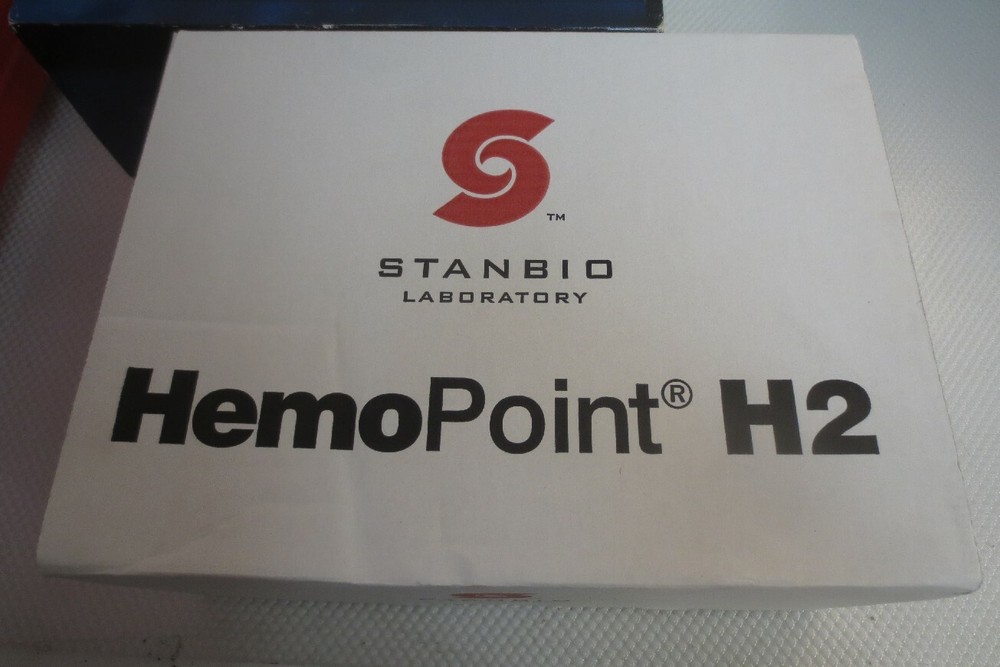 TM
STANBIO
LABORATORY
HemoPoint® H2